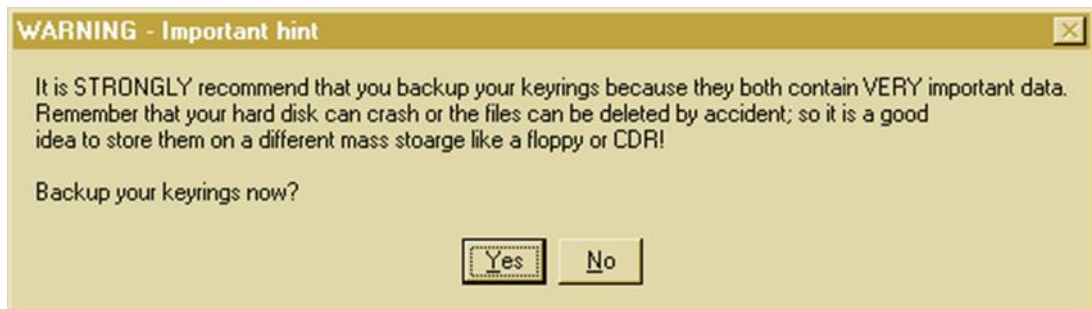 WARNING - Important hint
It is STRONGLY recommend that you backup your keyrings because they both contain VERY important data.
Remember that your hard disk can crash or the files can be deleted by accident; so it is a good
idea to store them on a different mass stoarge like a floppy or CDR!
Backup your keyrings now?
Yes No